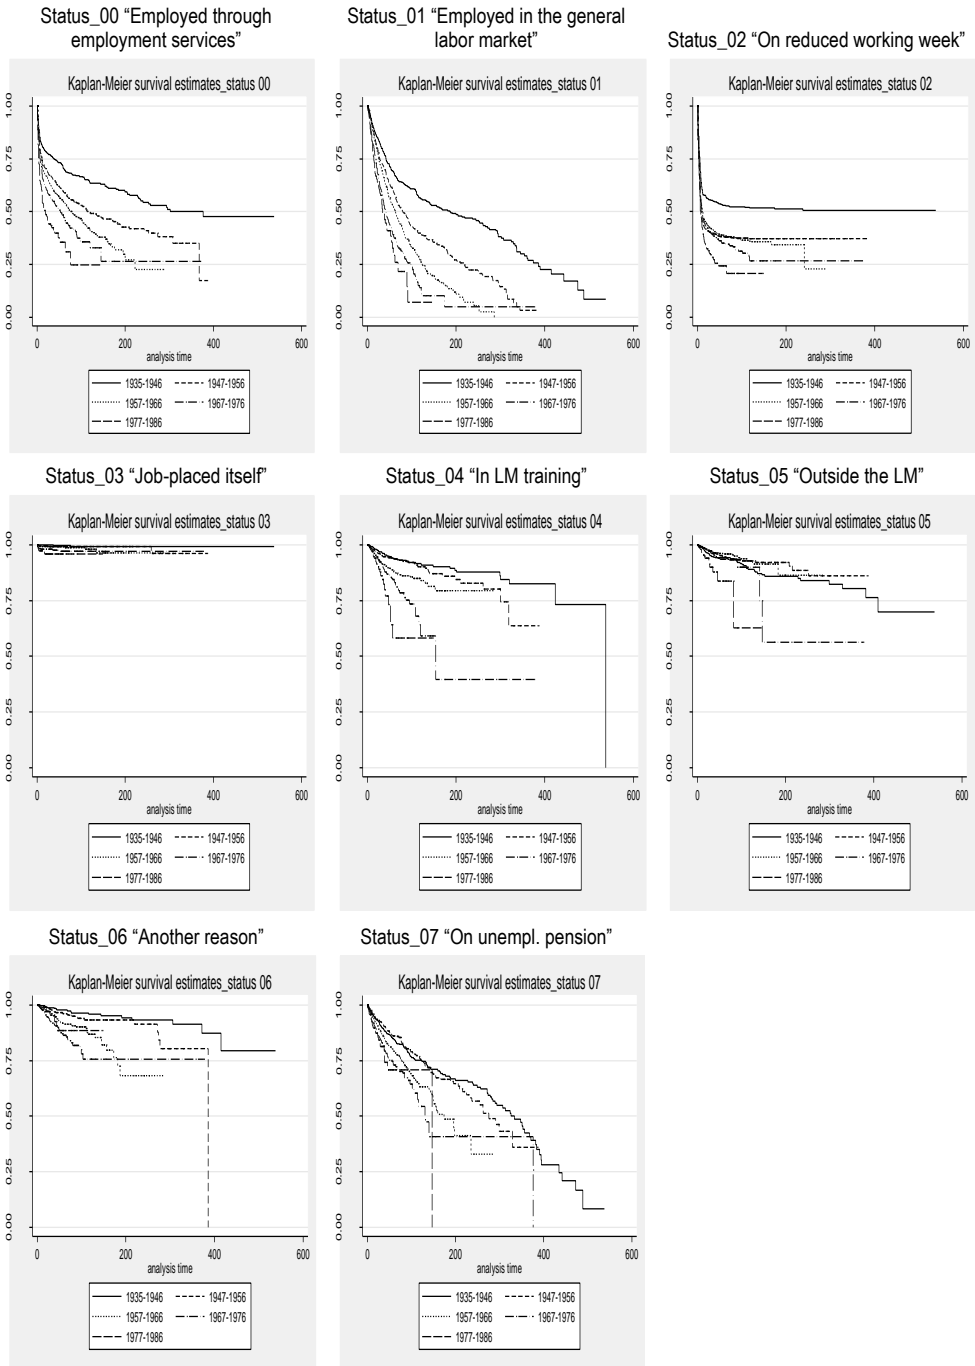 Status_00 “Employed through
employment services”
Status_01 “Employed in the general
labor market”
Status_02 “On reduced working week”
Kaplan-Meier survival estimates_status 00
1.00
0.75
0.50
0.25
0.00
0 200 400 600
analysis time
1935-1946 1947-1956
1957-1966 1967-1976
1977-1986
Kaplan-Meier survival estimates_status 01
1.00
0.75
0.50
0.25
0.00
0 200 400 600
analysis time
1935-1946 1947-1956
1957-1966 1967-1976
1977-1986
Kaplan-Meier survival estimates_status 02
1.00
0.75
0.50
0.25
0.00
0 200 400 600
analysis time
1935-1946 1947-1956
1957-1966 1967-1976
1977-1986
Status_03 “Job-placed itself”
Status_04 “In LM training”
Status_05 “Outside the LM”
Kaplan-Meier survival estimates_status 03
1.00
0.75
0.50
0.25
0.00
0 200 400 600
analysis time
1935-1946 1947-1956
1957-1966 1967-1976
1977-1986
Kaplan-Meier survival estimates_status 04
1.00
0.75
0.50
0.25
0.00
0 200 400 600
analysis time
1935-1946 1947-1956
1957-1966 1967-1976
1977-1986
Kaplan-Meier survival estimates_status 05
1.00
0.75
0.50
0.25
0.00
0 200 400 600
analysis time
1935-1946 1947-1956
1957-1966 1967-1976
1977-1986
Status_06 “Another reason”
Status_07 “On unempl. pension”
Kaplan-Meier survival estimates_status 06
1.00
0.75
0.50
0.25
0.00
0 200 400 600
analysis time
1935-1946 1947-1956
1957-1966 1967-1976
1977-1986
Kaplan-Meier survival estimates_status 07
1.00
0.75
0.50
0.25
0.00
0 200 400 600
analysis time
1935-1946 1947-1956
1957-1966 1967-1976
1977-1986